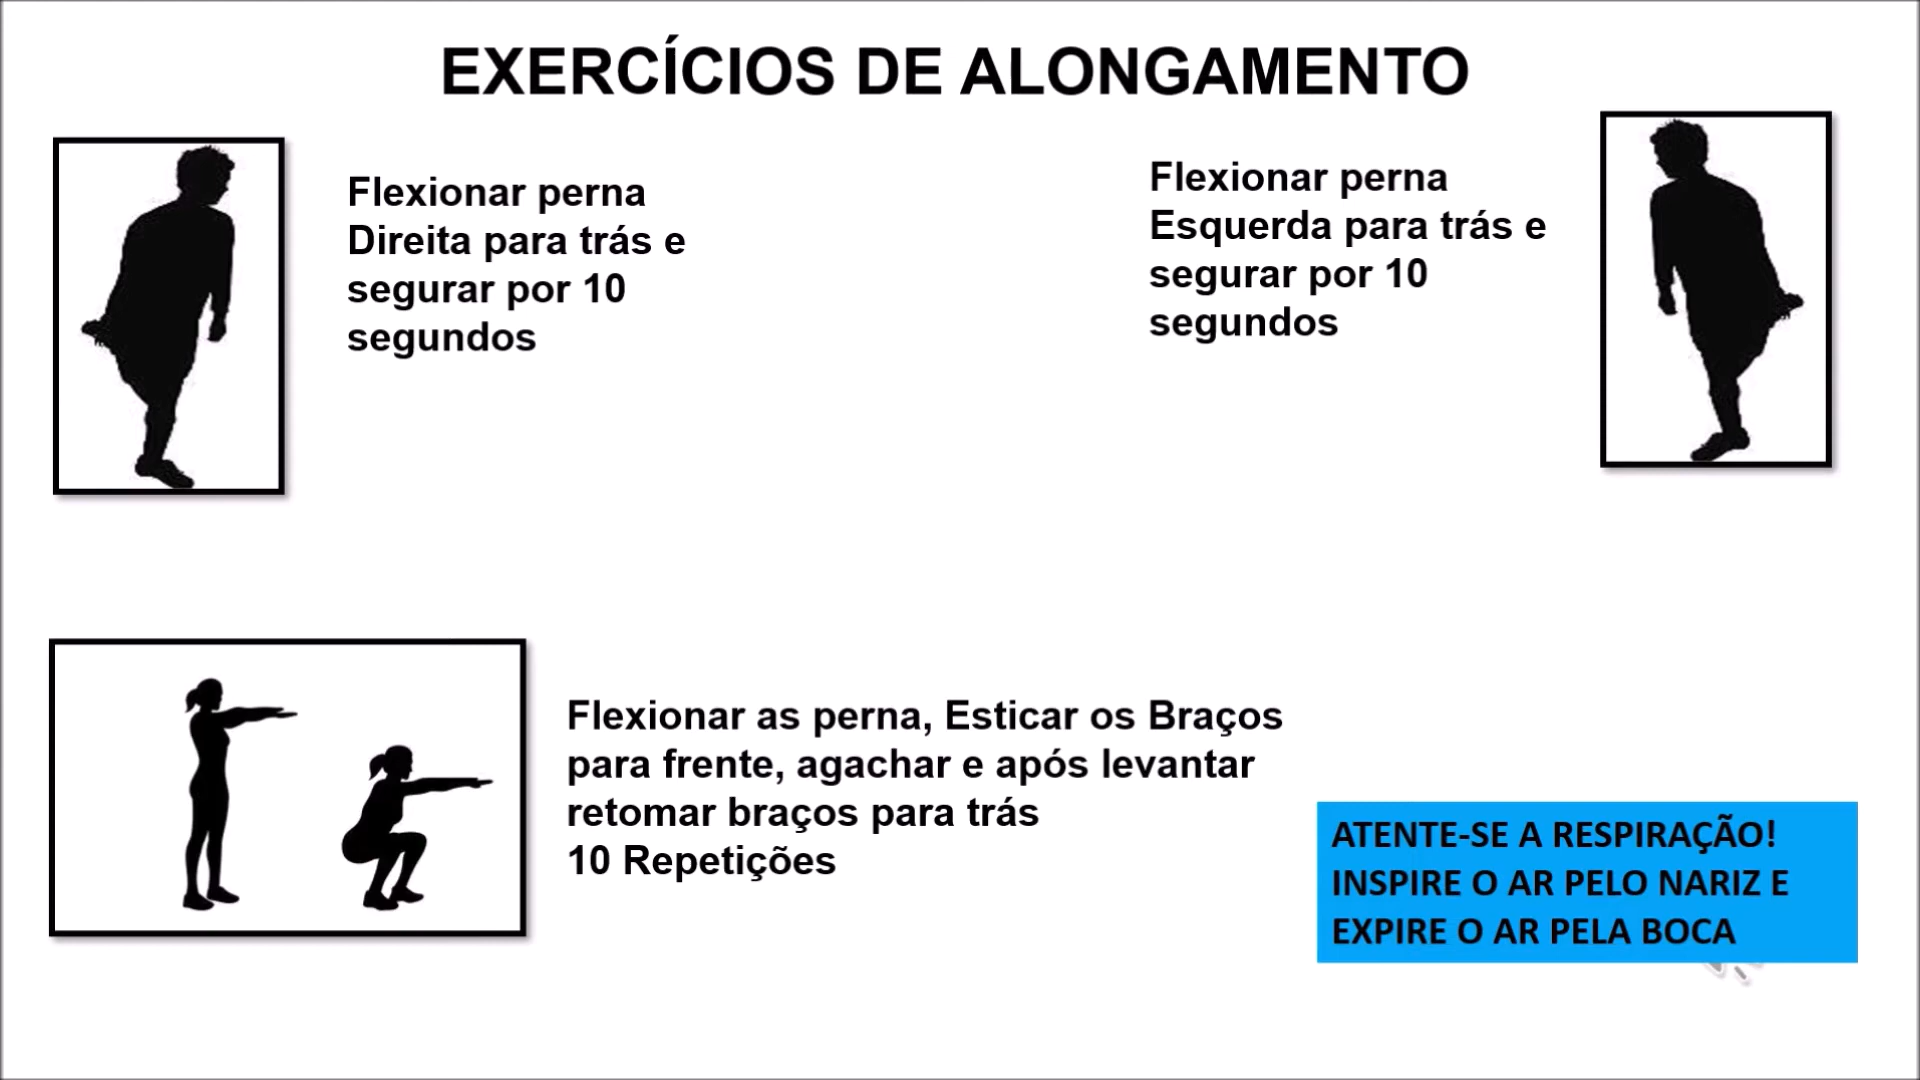 EXERCÍCIOS DE ALONGAMENTO
Flexionar perna
Direita para trás e
segurar por 10
segundos
Flexionar perna
Esquerda para trás e
segurar por 10
segundos
Flexionar as perna, Esticar os Braços
para frente, agachar e após levantar
retomar braços para trás
10 Repetições
ATENTE-SE A RESPIRAÇÃO!
INSPIRE O AR PELO NARIZ E
EXPIRE O AR PELA BOCA